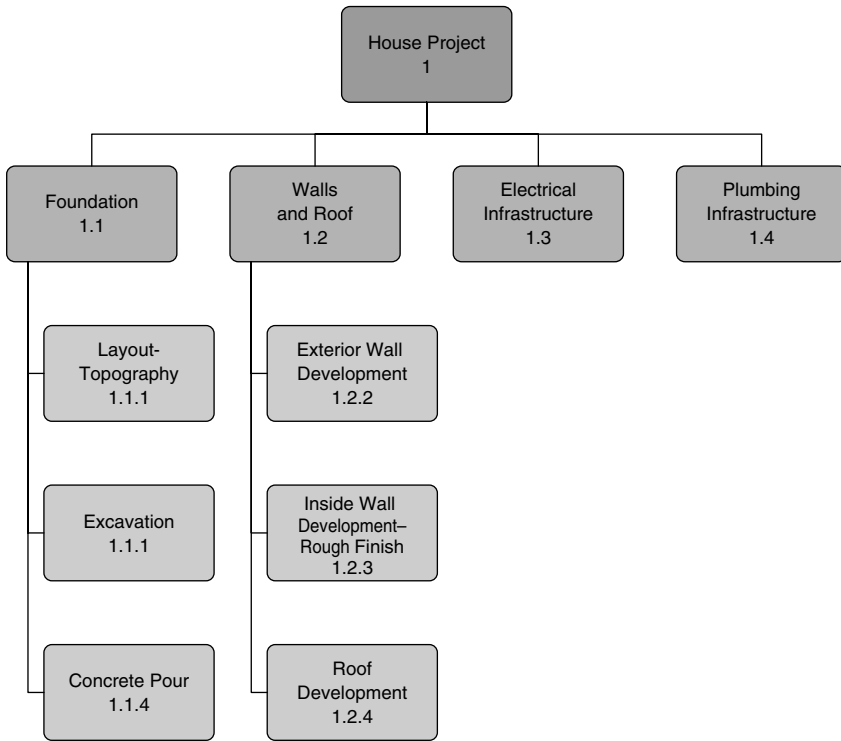 House Project
1
Foundation
1.1
Walls
and Roof
1.2
Electrical
Infrastructure
1.3
Plumbing
Infrastructure
1.4
Layout-
Topography
1.1.1
Exterior Wall
Development
1.2.2
Excavation
1.1.1
Inside Wall
Development–
Rough Finish
1.2.3
Concrete Pour
1.1.4
Roof
Development
1.2.4